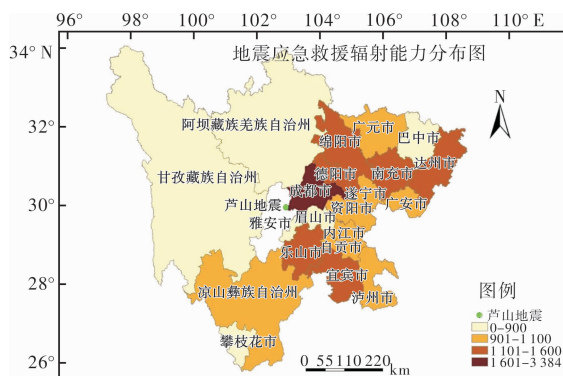 96° 98° 100° 102° 104° 106° 108° 110° E
34° N
32°
30°
28°
26°
地震应急救援辐射能力分布图
N
阿坝藏族羌族自治州
广元市
绵阳市
巴中市
达州市
甘孜藏族自治州
德阳市
南充市
成都市
遂宁市
芦山地震
资阳市
广安市
雅安市
眉山市
内江市
乐山市
自贡市
宜宾市
凉山彝族自治州
泸州市
攀枝花市
图例
芦山地震
0-900
901-1 100
1 101-1 600
1 601-3 384
0 55 110 220
km